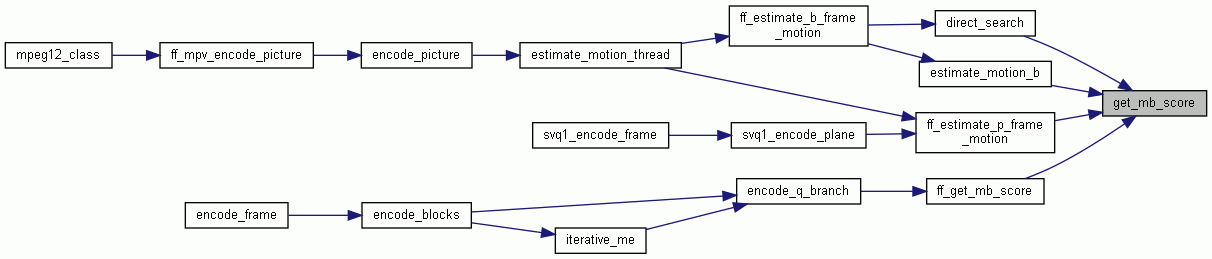 ff_estimate_b_frame
_motion
direct_search
mpeg12_class
ff_mpv_encode_picture
encode_picture
estimate_motion_thread
estimate_motion_b
get_mb_score
svq1_encode_frame
svq1_encode_plane
ff_estimate_p_frame
_motion
encode_q_branch
ff_get_mb_score
encode_frame
encode_blocks
iterative_me